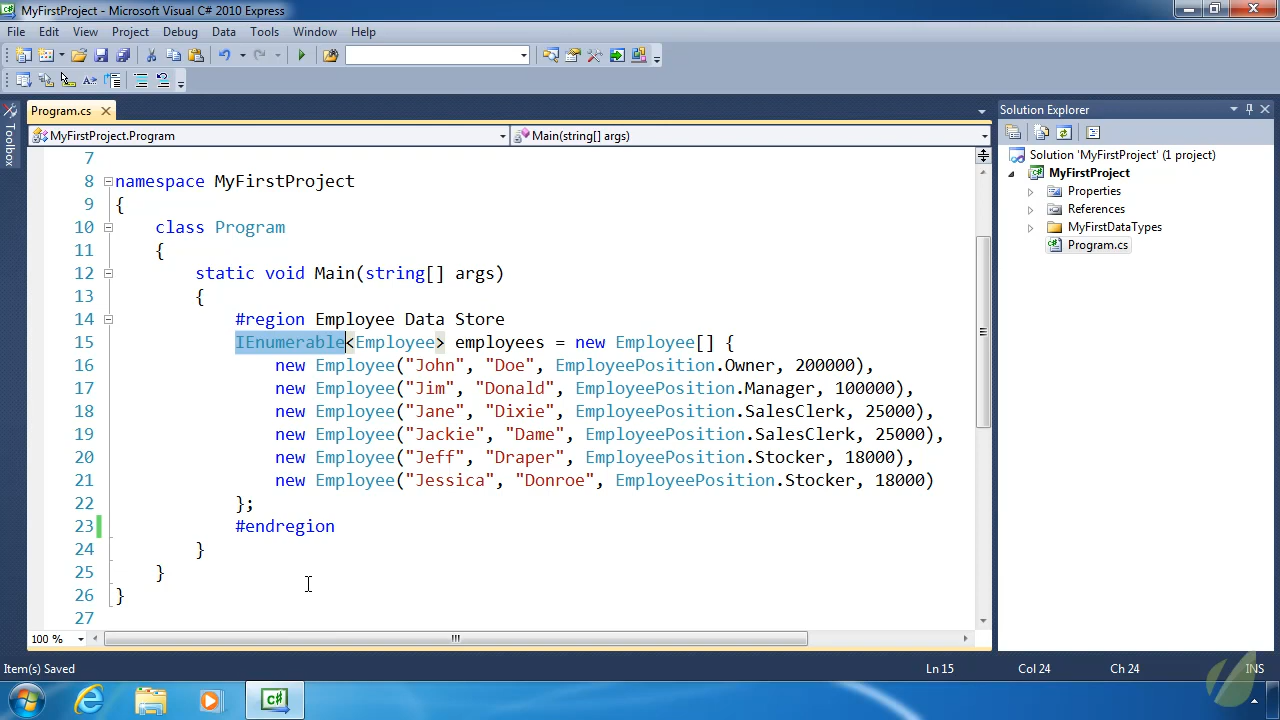 MyFirstProject - Microsoft Visual C# 2010 Express
File Edit View Project Debug Data Tools Window Help
Program.cs
Solution Explorer
MyFirstProject.Program
Main(string[] args)
Toolbox
Solution 'MyFirstProject' (1 project)
MyFirstProject
Properties
References
MyFirstDataTypes
Program.cs
7
8 namespace MyFirstProject
9 {
10 class Program
11 {
12 static void Main(string[] args)
13 {
14 #region Employee Data Store
15 IEnumerable<Employee> employees = new Employee[] {
16 new Employee("John", "Doe", EmployeePosition.Owner, 200000),
17 new Employee("Jim", "Donald", EmployeePosition.Manager, 100000),
18 new Employee("Jane", "Dixie", EmployeePosition.SalesClerk, 25000),
19 new Employee("Jackie", "Dame", EmployeePosition.SalesClerk, 25000),
20 new Employee("Jeff", "Draper", EmployeePosition.Stocker, 18000),
21 new Employee("Jessica", "Donroe", EmployeePosition.Stocker, 18000)
22 };
23 #endregion
24 }
25 }
26 }
27
100 %
Item(s) Saved
Ln 15
Col 24
Ch 24
INS
C#